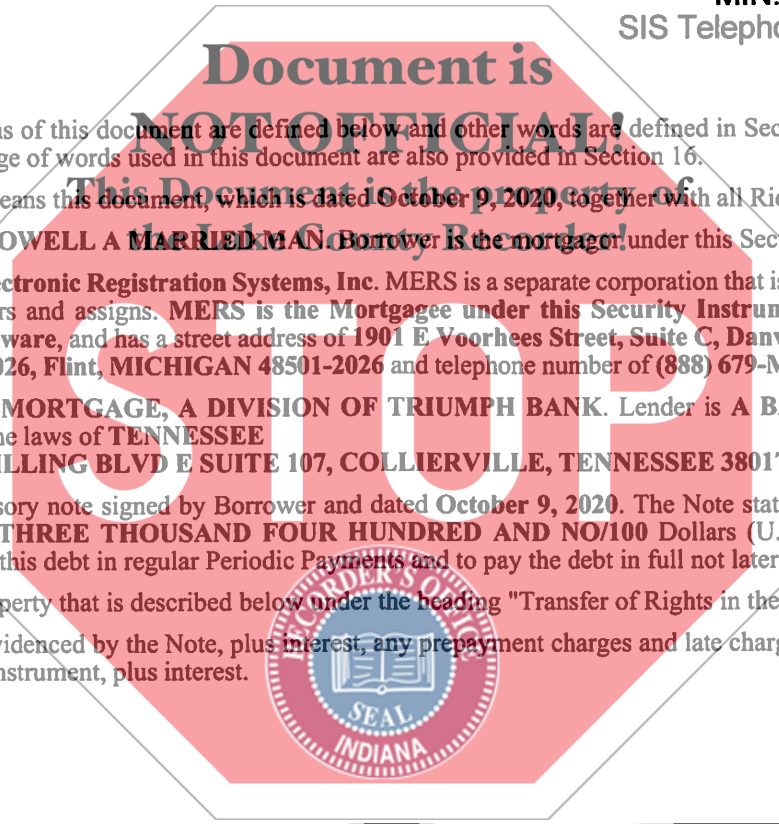 MIN:
SIS Telepho
Document is
NOT OFFICIAL!
This Document is the property of
the Lake County Recorder!
ns of this document are defined below and other words are defined in Sec
ge of words used in this document are also provided in Section 16.
eans this document, which is dated October 9, 2020, together with all Rid
OWELL A MARRIED MAN. Borrower is the mortgagor under this Sec
ctronic Registration Systems, Inc. MERS is a separate corporation that is
rs and assigns. MERS is the Mortgagee under this Security Instrum
ware, and has a street address of 1901 E Voorhees Street, Suite C, Danv
026, Flint, MICHIGAN 48501-2026 and telephone number of (888) 679-M
MORTGAGE, A DIVISION OF TRIUMPH BANK. Lender is A B
he laws of TENNESSEE
ILLING BLVD E SUITE 107, COLLIERVILLE, TENNESSEE 38017
sory note signed by Borrower and dated October 9, 2020. The Note stat
THREE THOUSAND FOUR HUNDRED AND NO/100 Dollars (U.
this debt in regular Periodic Payments and to pay the debt in full not later
perty that is described below under the heading "Transfer of Rights in the
videnced by the Note, plus interest, any prepayment charges and late charg
nstrument, plus interest.
STOP
RECORDER'S OFFICE
SEAL
INDIANA